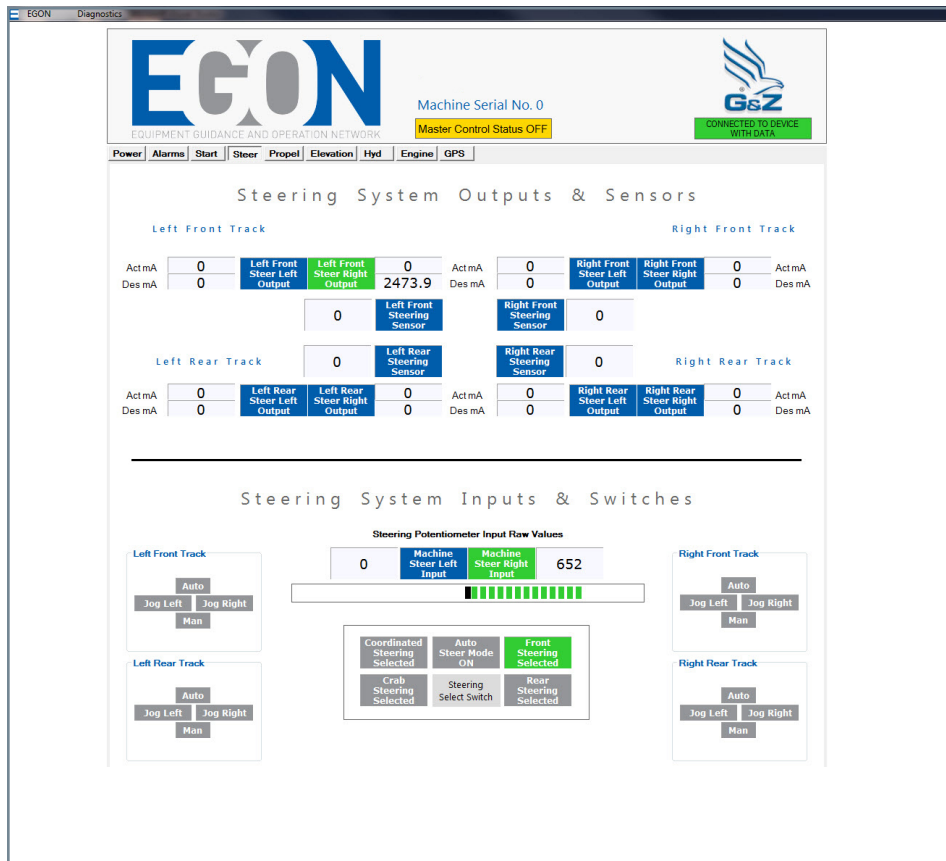 EGON Diagnostics
EGON
EQUIPMENT GUIDANCE AND OPERATION NETWORK
Machine Serial No. 0
Master Control Status OFF
G&Z
CONNECTED TO DEVICE
WITH DATA
Power Alarms Start Steer Propel Elevation Hyd Engine GPS
Steering System Outputs & Sensors
Left Front Track Right Front Track
Act mA 0 Left Front Steer Left Output Left Front Steer Right Output 0 Act mA 0 Right Front Steer Left Output Right Front Steer Right Output 0 Act mA
Des mA 0 2473.9 Des mA 0 0 Des mA
0 Left Front Steering Sensor Right Front Steering Sensor 0
Left Rear Track 0 Left Rear Steering Sensor Right Rear Steering Sensor 0 Right Rear Track
Act mA 0 Left Rear Steer Left Output Left Rear Steer Right Output 0 Act mA 0 Right Rear Steer Left Output Right Rear Steer Right Output 0 Act mA
Des mA 0 0 Des mA 0 0 Des mA
Steering System Inputs & Switches
Steering Potentiometer Input Raw Values
0 Machine Steer Left Input Machine Steer Right Input 652
Left Front Track
Auto
Jog Left Jog Right
Man
Right Front Track
Auto
Jog Left Jog Right
Man
Coordinated Steering Selected
Auto Steer Mode ON
Front Steering Selected
Crab Steering Selected
Steering Select Switch
Rear Steering Selected
Left Rear Track
Auto
Jog Left Jog Right
Man
Right Rear Track
Auto
Jog Left Jog Right
Man